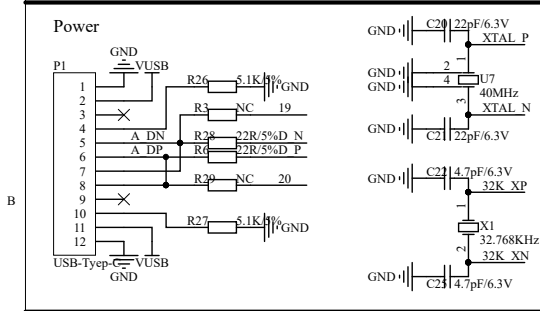 Power
GND
P1
VUSB
1
2
3
4
5
6
7
8
9
10
11
12
USB-Tyep-C
VUSB
GND
R26
5.1K/5%
GND
R3
NC
19
A_DN
R28
22R/5%
D_N
A_DP
R6
22R/5%
D_P
R29
NC
20
R27
5.1K/5%
GND
B
GND
C20
22pF/6.3V
XTAL_P
1
GND
2
GND
4
U7
40MHz
3
XTAL_N
GND
C21
22pF/6.3V
GND
C22
4.7pF/6.3V
32K_XP
1
X1
32.768KHz
2
32K_XN
GND
C25
4.7pF/6.3V